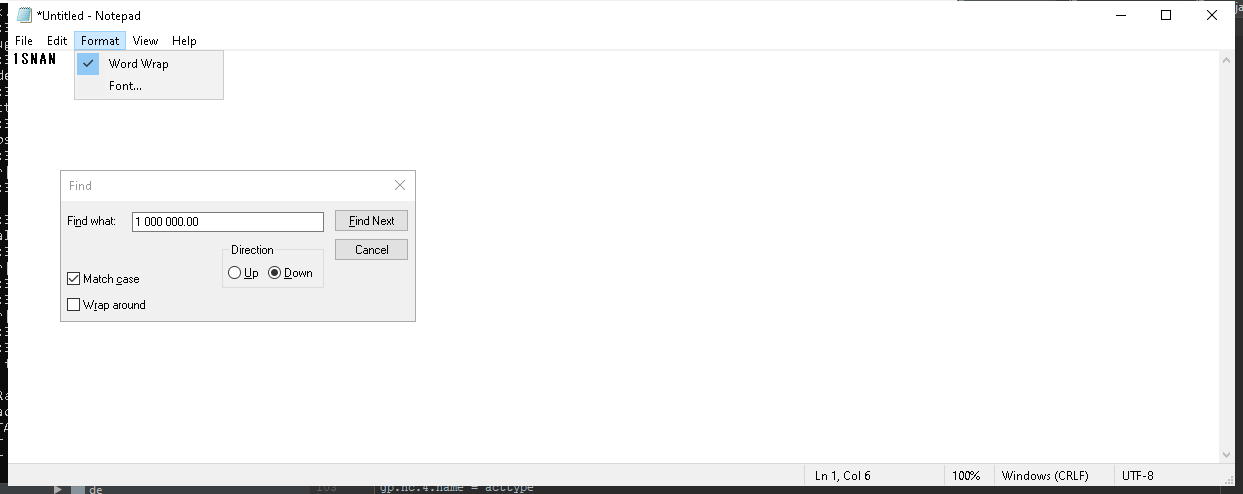 *Untitled - Notepad
File Edit Format View Help
1SNAN
Word Wrap
Font...
Find
Find what: 1 000 000.00 Find Next
Direction Cancel
Up Down
Match case
Wrap around
Ln 1, Col 6 100% Windows (CRLF) UTF-8
de 103 gp.nc.4.name = acttype